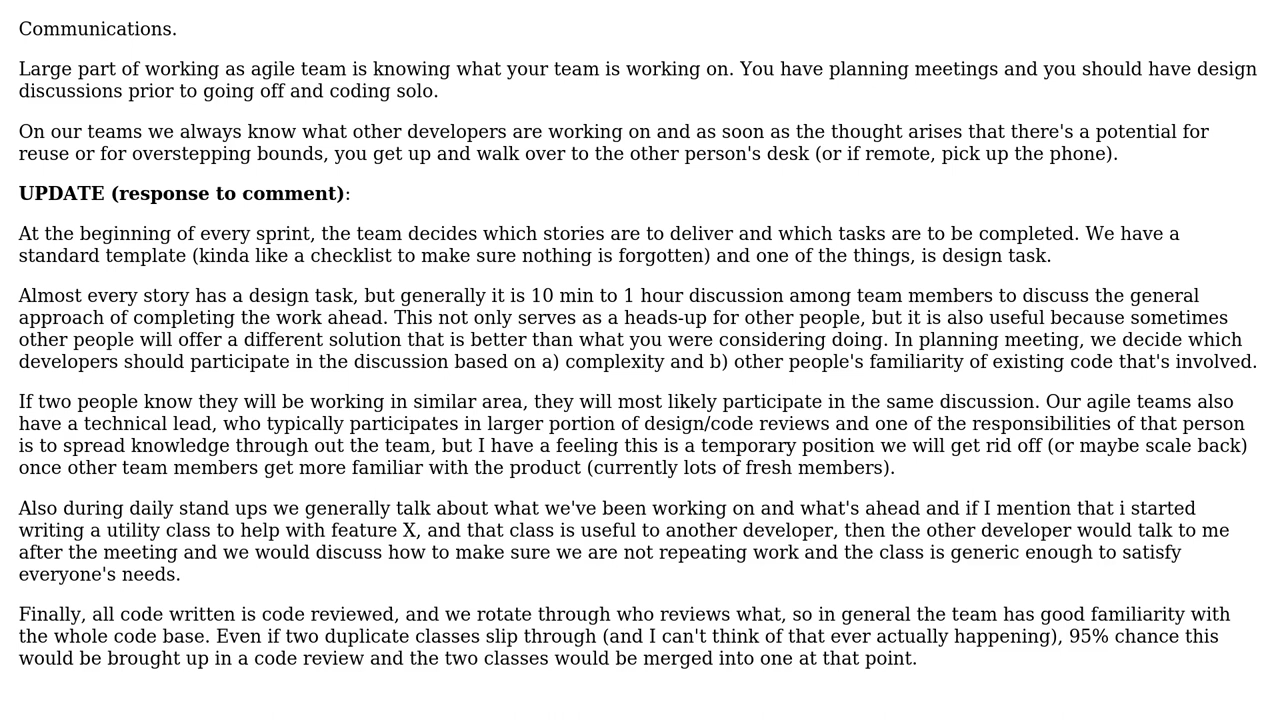 Communications.
Large part of working as agile team is knowing what your team is working on. You have planning meetings and you should have design
discussions prior to going off and coding solo.
On our teams we always know what other developers are working on and as soon as the thought arises that there's a potential for
reuse or for overstepping bounds, you get up and walk over to the other person's desk (or if remote, pick up the phone).
UPDATE (response to comment):
At the beginning of every sprint, the team decides which stories are to deliver and which tasks are to be completed. We have a
standard template (kinda like a checklist to make sure nothing is forgotten) and one of the things, is design task.
Almost every story has a design task, but generally it is 10 min to 1 hour discussion among team members to discuss the general
approach of completing the work ahead. This not only serves as a heads-up for other people, but it is also useful because sometimes
other people will offer a different solution that is better than what you were considering doing. In planning meeting, we decide which
developers should participate in the discussion based on a) complexity and b) other people's familiarity of existing code that's involved.
If two people know they will be working in similar area, they will most likely participate in the same discussion. Our agile teams also
have a technical lead, who typically participates in larger portion of design/code reviews and one of the responsibilities of that person
is to spread knowledge through out the team, but I have a feeling this is a temporary position we will get rid off (or maybe scale back)
once other team members get more familiar with the product (currently lots of fresh members).
Also during daily stand ups we generally talk about what we've been working on and what's ahead and if I mention that i started
writing a utility class to help with feature X, and that class is useful to another developer, then the other developer would talk to me
after the meeting and we would discuss how to make sure we are not repeating work and the class is generic enough to satisfy
everyone's needs.
Finally, all code written is code reviewed, and we rotate through who reviews what, so in general the team has good familiarity with
the whole code base. Even if two duplicate classes slip through (and I can't think of that ever actually happening), 95% chance this
would be brought up in a code review and the two classes would be merged into one at that point.